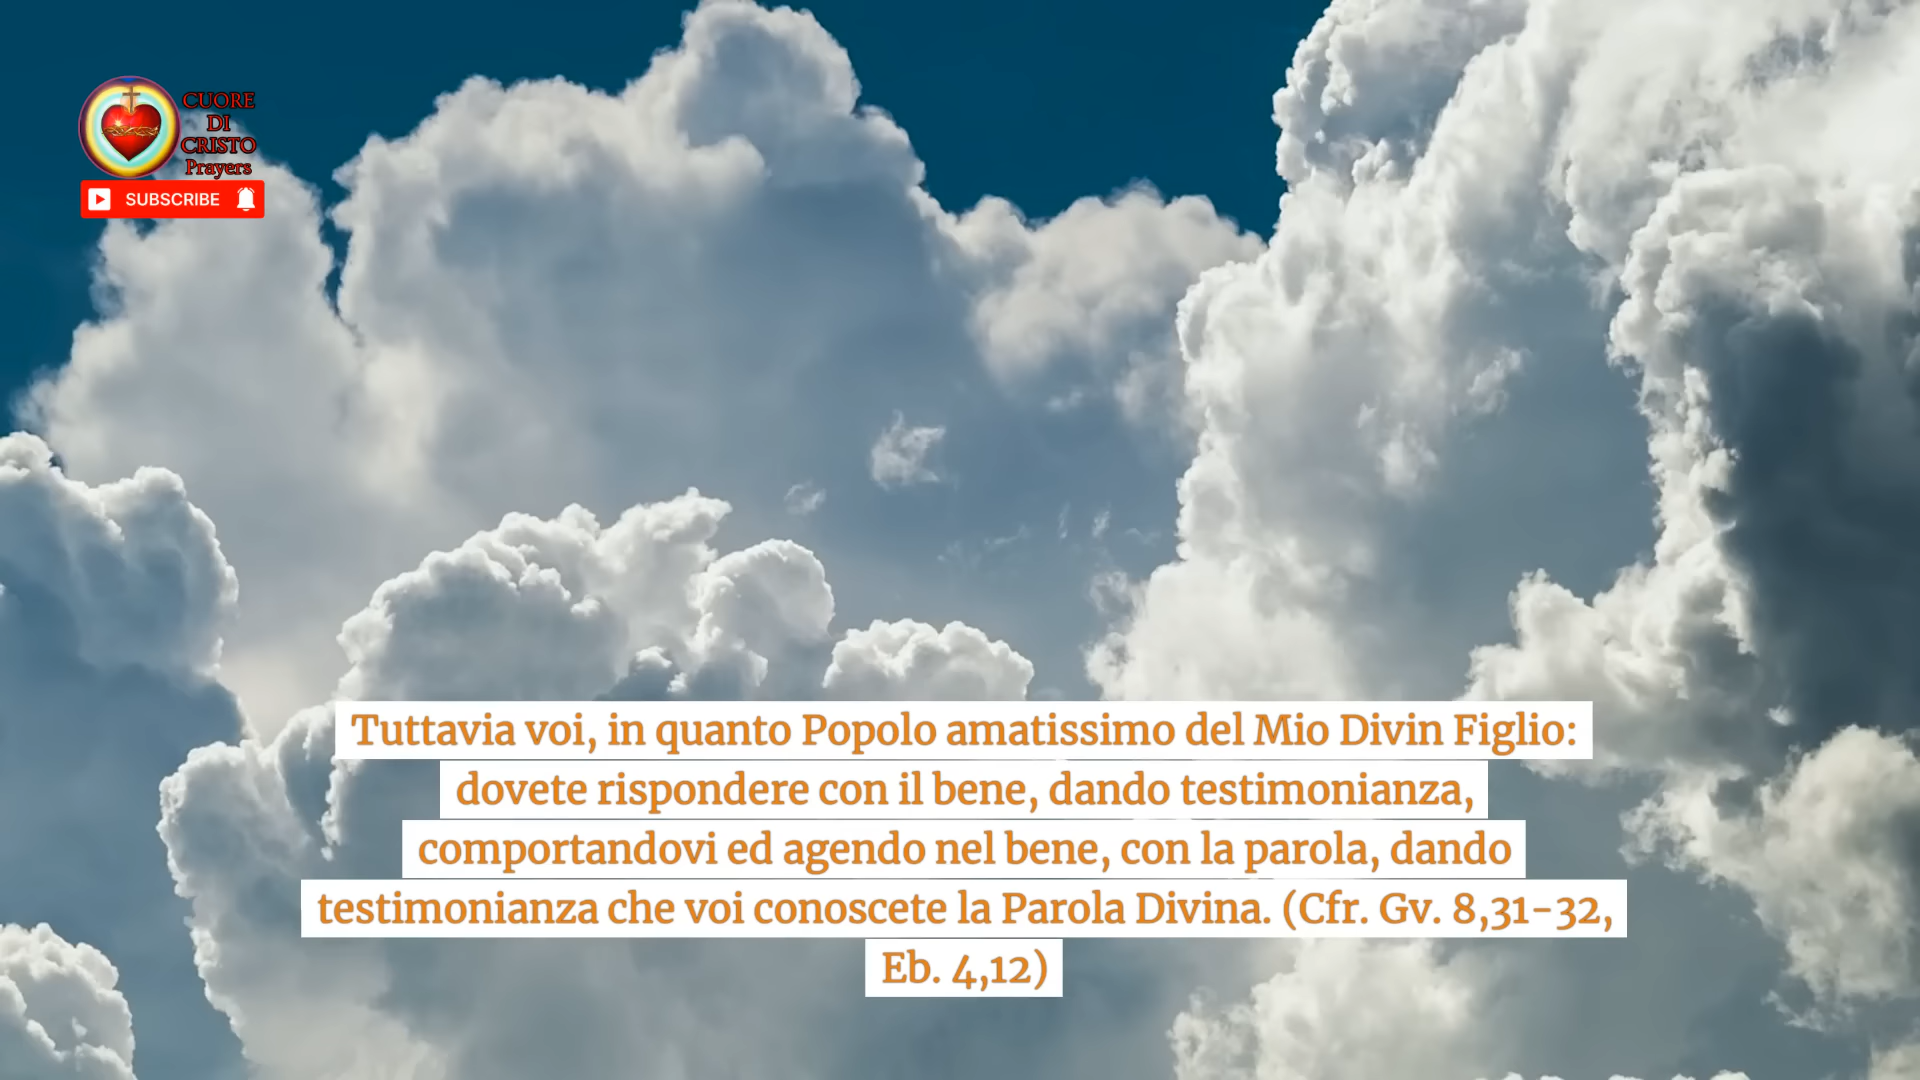 CUORE
DI
CRISTO
Prayers
SUBSCRIBE
Tuttavia voi, in quanto Popolo amatissimo del Mio Divin Figlio:
dovete rispondere con il bene, dando testimonianza,
comportandovi ed agendo nel bene, con la parola, dando
testimonianza che voi conoscete la Parola Divina. (Cfr. Gv. 8,31-32,
Eb. 4,12)